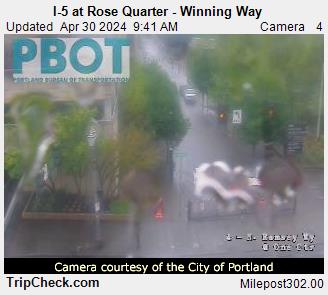 I-5 at Rose Quarter - Winning Way
Updated Apr 30 2024 9:41 AM Camera 4
PBOT
PORTLAND BUREAU OF TRANSPORTATION
Camera courtesy of the City of Portland
TripCheck.com Milepost302.00